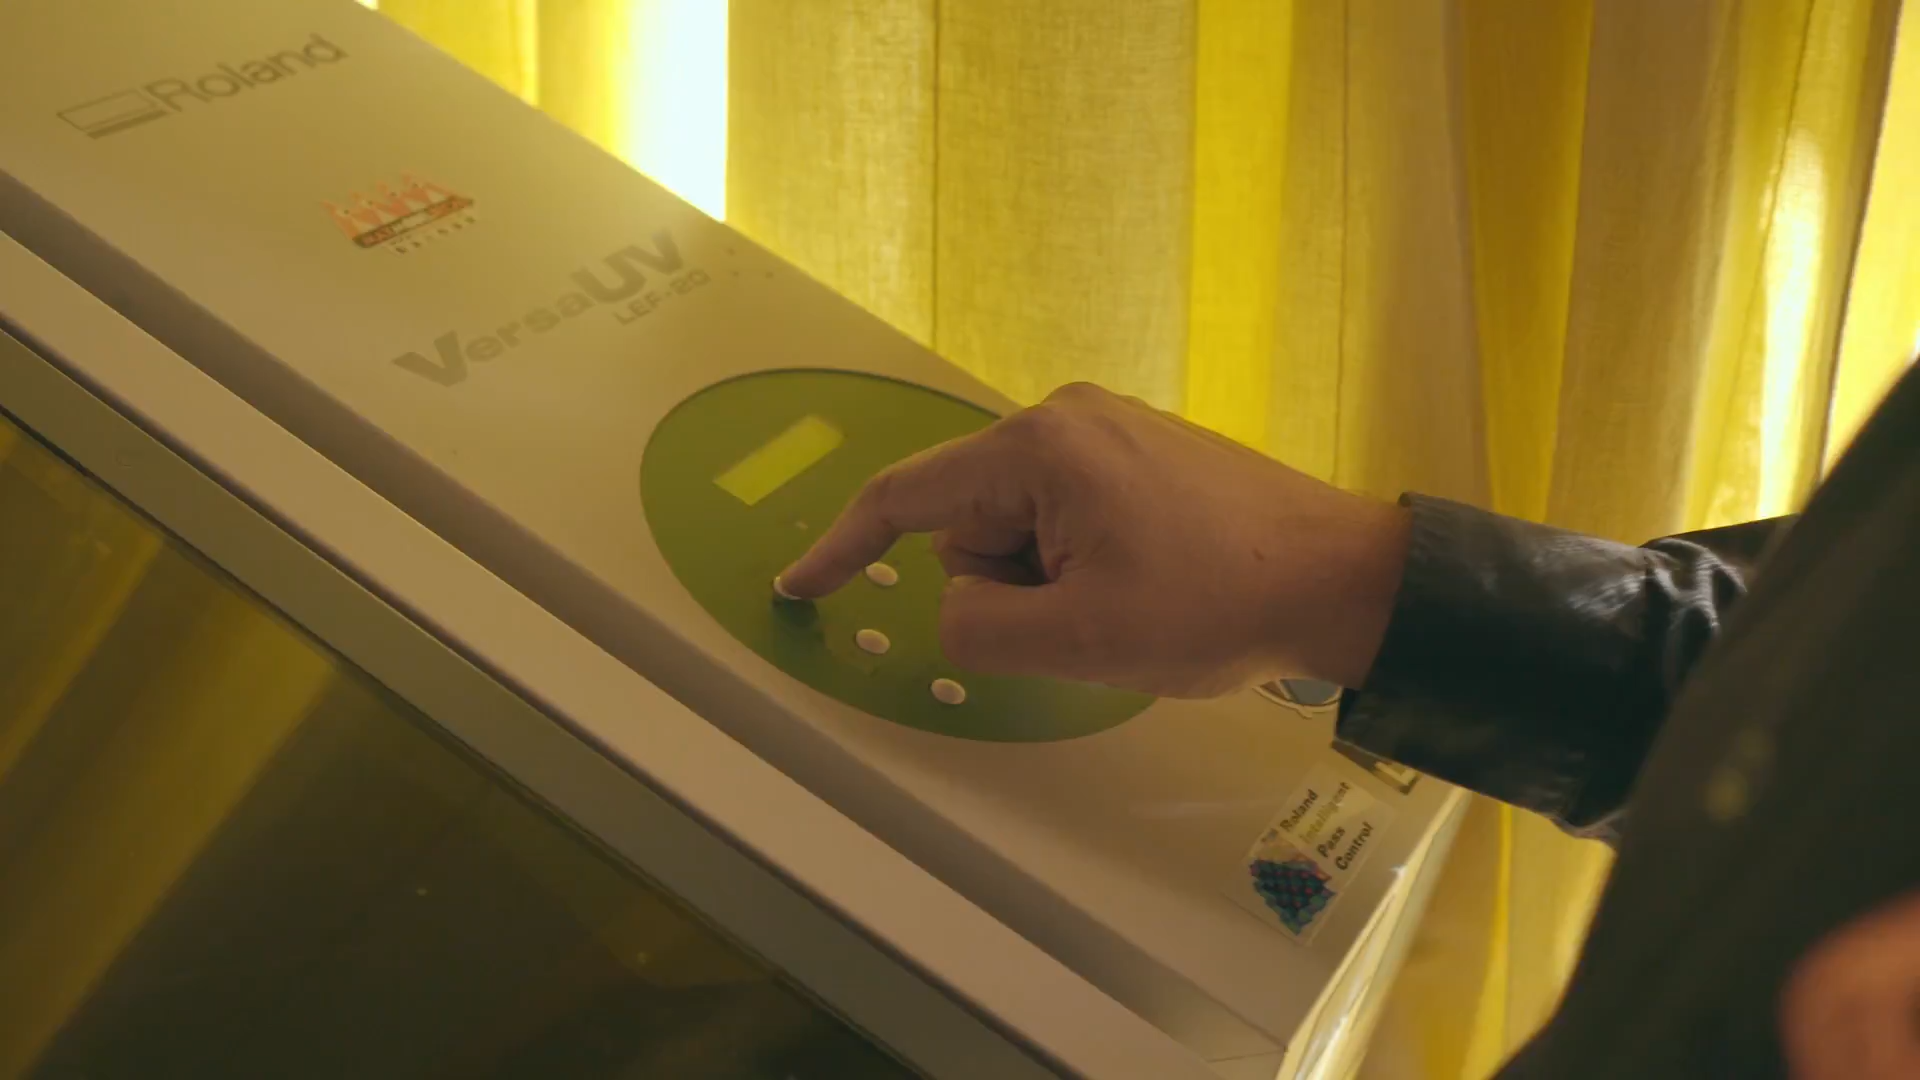 Roland
VersaUV
LEF-20
Roland
Intelligent
Pass
Control